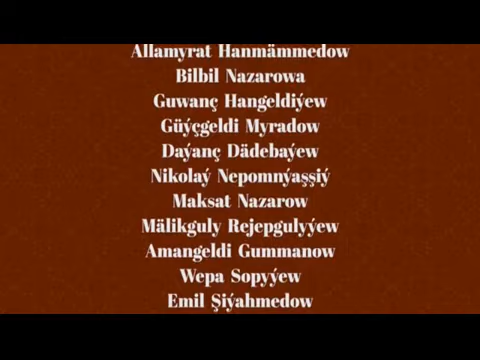 Allamyrat Hanmämmedow
Bilbil Nazarowa
Guwanç Hangeldiýew
Güýçgeldi Myradow
Daýanç Dädebaýew
Nikolaý Nepomnýaşşiý
Maksat Nazarow
Mälikguly Rejepgulyýew
Amangeldi Gummanow
Wepa Sopyýew
Emil Şiýahmedow